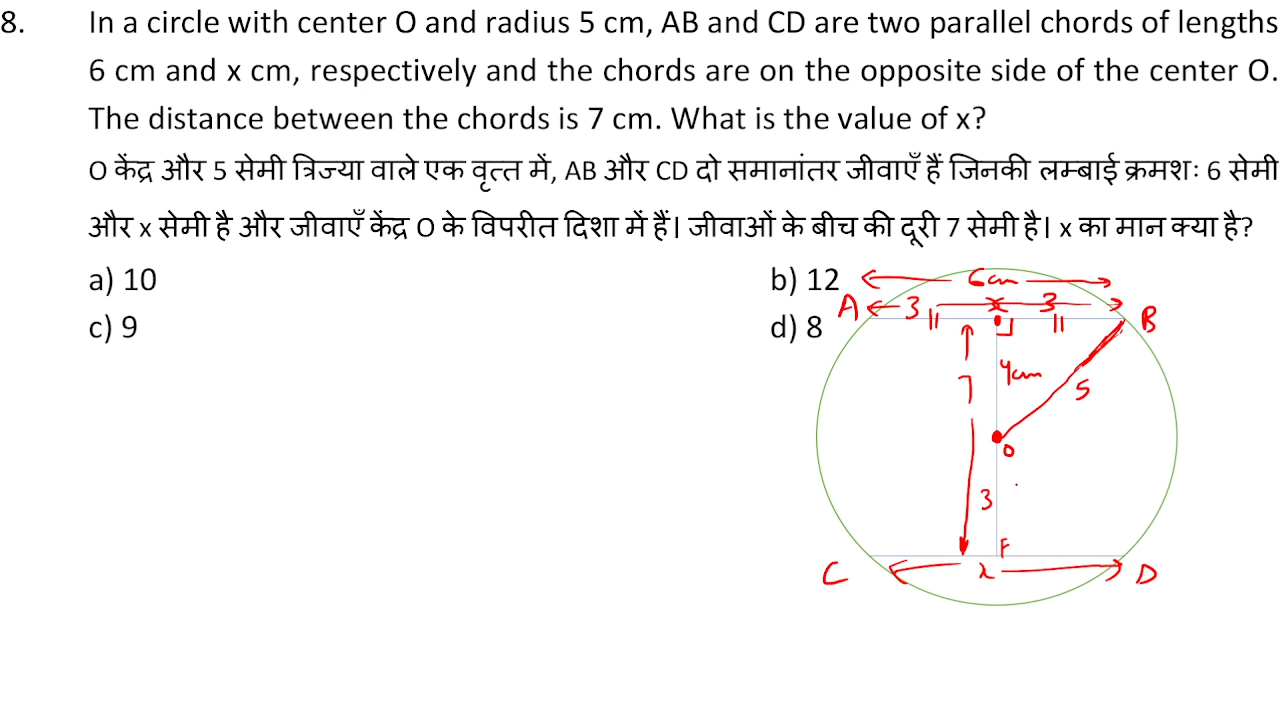 8. In a circle with center O and radius 5 cm, AB and CD are two parallel chords of lengths
6 cm and x cm, respectively and the chords are on the opposite side of the center O.
The distance between the chords is 7 cm. What is the value of x?
O केंद्र और 5 सेमी त्रिज्या वाले एक वृत्त में, AB और CD दो समानांतर जीवाएँ हैं जिनकी लम्बाई क्रमशः 6 सेमी
और x सेमी है और जीवाएँ केंद्र O के विपरीत दिशा में हैं। जीवाओं के बीच की दूरी 7 सेमी है। x का मान क्या है?
a) 10 b) 12
c) 9 d) 8
6cm
A 3 3 B
4cm
7 5
O
3
F
C x D